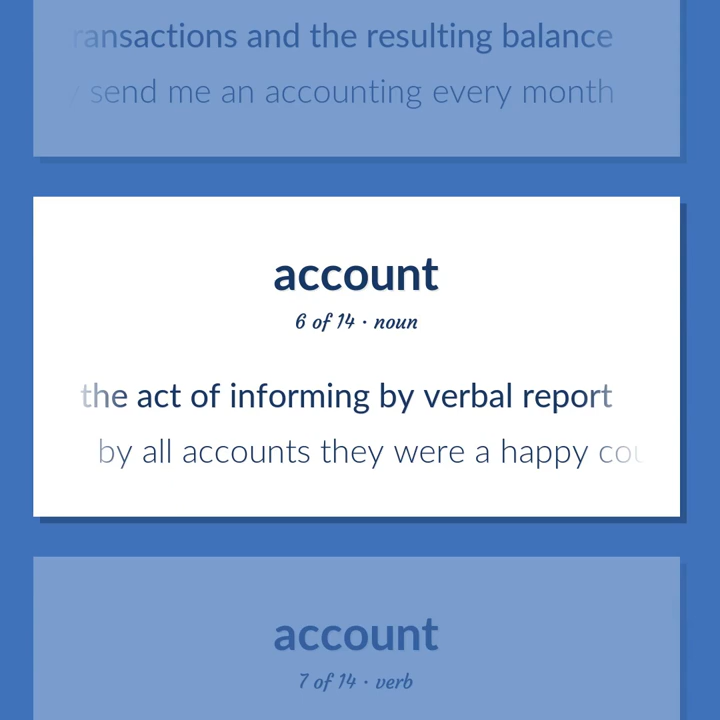 ransactions and the resulting balance
send me an accounting every month
account
6 of 14 · noun
the act of informing by verbal report
by all accounts they were a happy
account
7 of 14 · verb